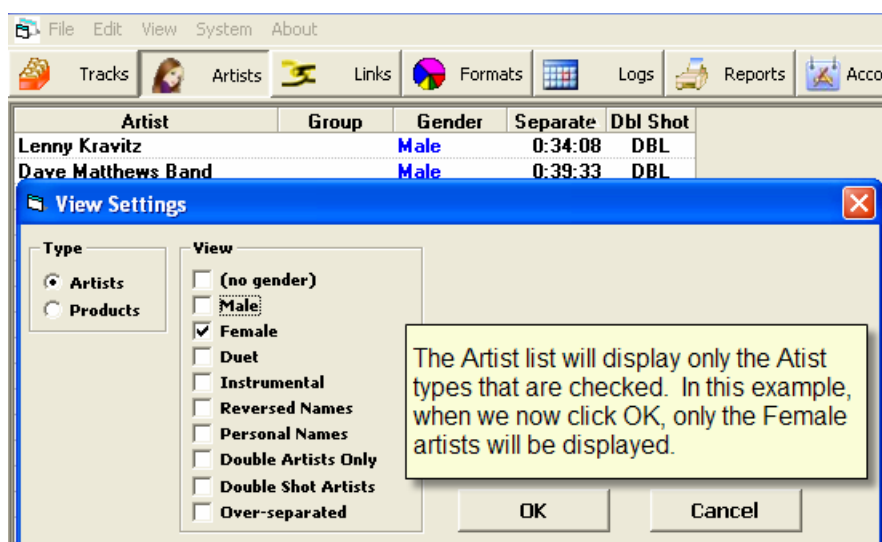 File Edit View System About
Tracks Artists Links Formats Logs Reports Acco
Artist Group Gender Separate Dbl Shot
Lenny Kravitz Male 0:34:08 DBL
Dave Matthews Band Male 0:39:33 DBL
View Settings
Type
Artists
Products
View
(no gender)
Male
Female
Duet
Instrumental
Reversed Names
Personal Names
Double Artists Only
Double Shot Artists
Over-separated
The Artist list will display only the Atist
types that are checked. In this example,
when we now click OK, only the Female
artists will be displayed.
OK Cancel